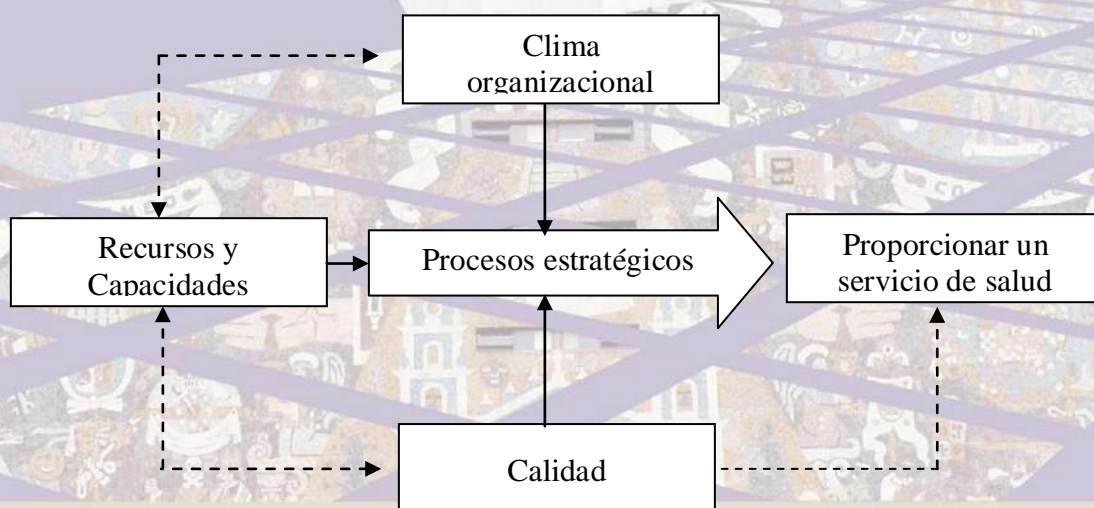 Clima
organizacional
Recursos y
Capacidades
Procesos estratégicos
Proporcionar un
servicio de salud
Calidad